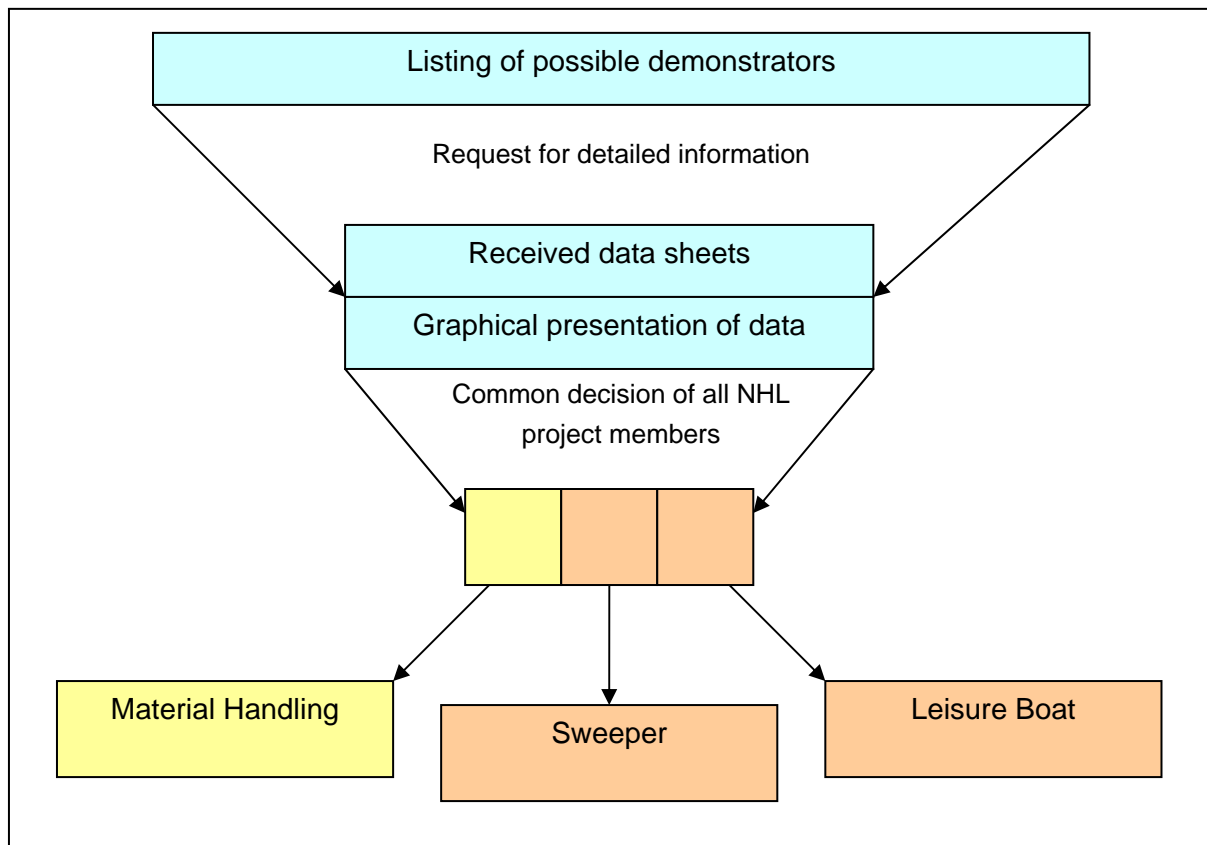 Listing of possible demonstrators
Request for detailed information
Received data sheets
Graphical presentation of data
Common decision of all NHL
project members
Material Handling
Sweeper
Leisure Boat